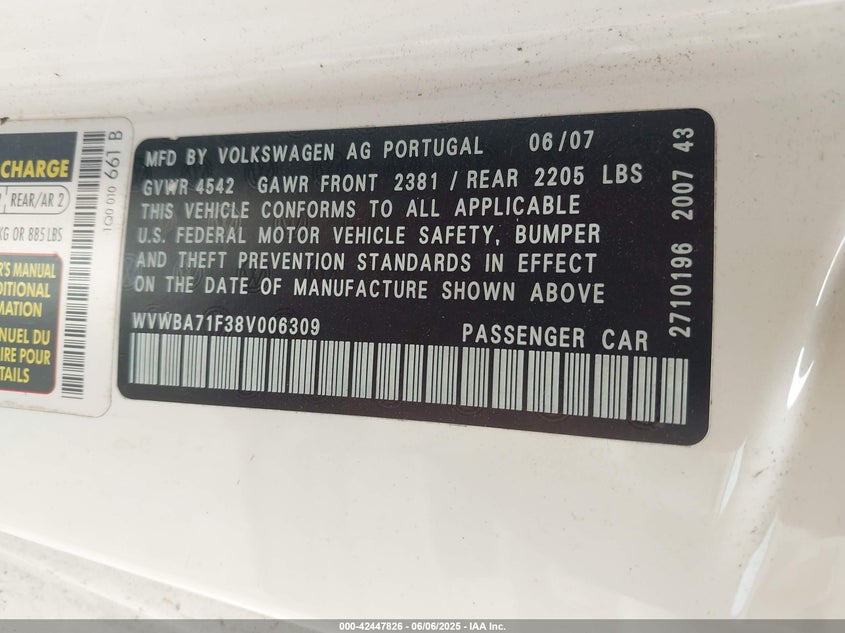 CHARGE
REAR/AR 2
KG OR 885 LBS
'S MANUAL
MATION
NUEL DU
IRE POUR
TAILS
1Q0 010 661 B
MFD BY VOLKSWAGEN AG PORTUGAL 06/07
GVWR 4542 GAWR FRONT 2381 / REAR 2205 LBS
THIS VEHICLE CONFORMS TO ALL APPLICABLE
U.S. FEDERAL MOTOR VEHICLE SAFETY, BUMPER
AND THEFT PREVENTION STANDARDS IN EFFECT
ON THE DATE OF MANUFACTURE SHOWN ABOVE
WVWBA71F38V006309 PASSENGER CAR
2710196 2007 43
000-42447826 - 06/06/2025 - IAA Inc.